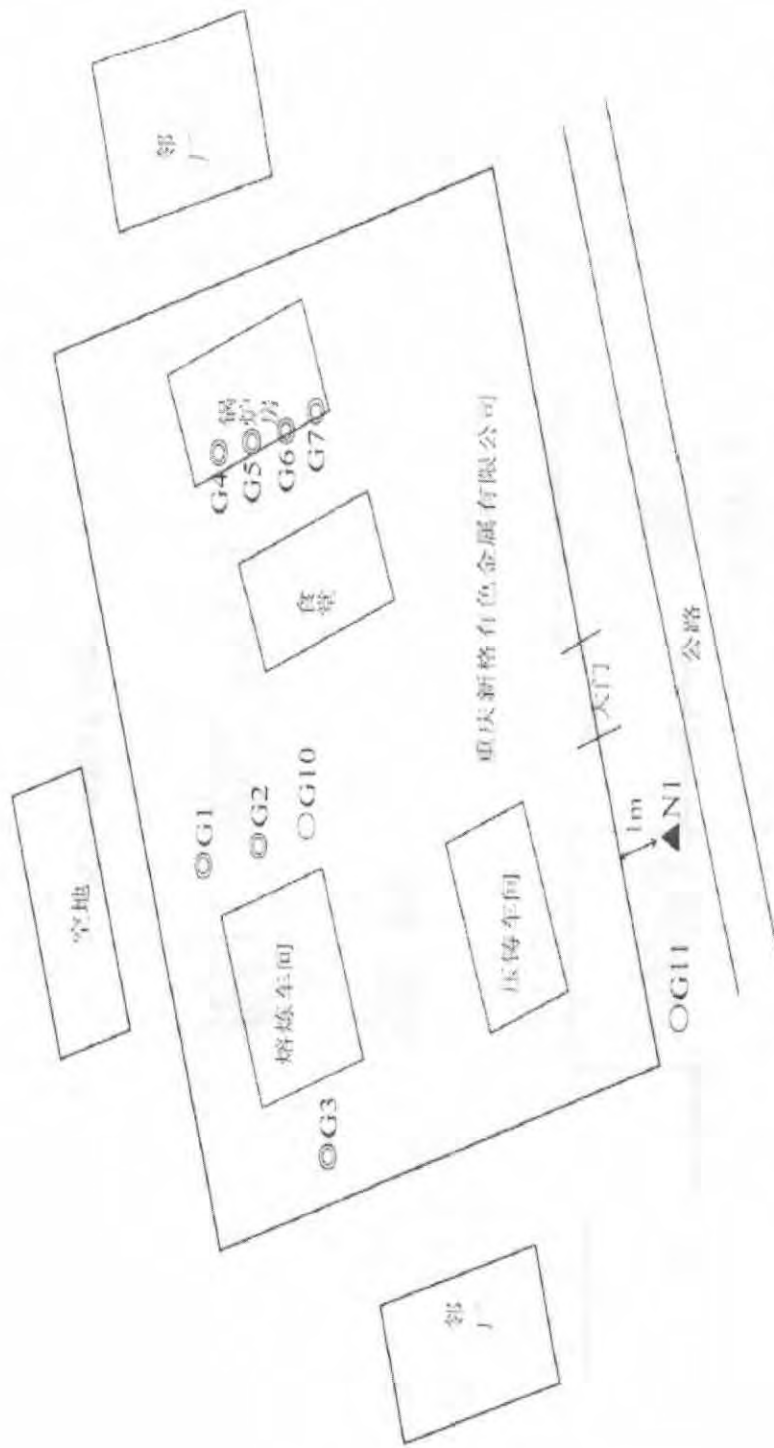 空地
邻厂
邻厂
◎G1
◎G2
○G10
◎G3
熔炼车间
食堂
锅炉房
G4◎
G5◎
G6◎
G7◎
压铸车间
重庆新格有色金属有限公司
大门
1m
▲N1
○G11
公路